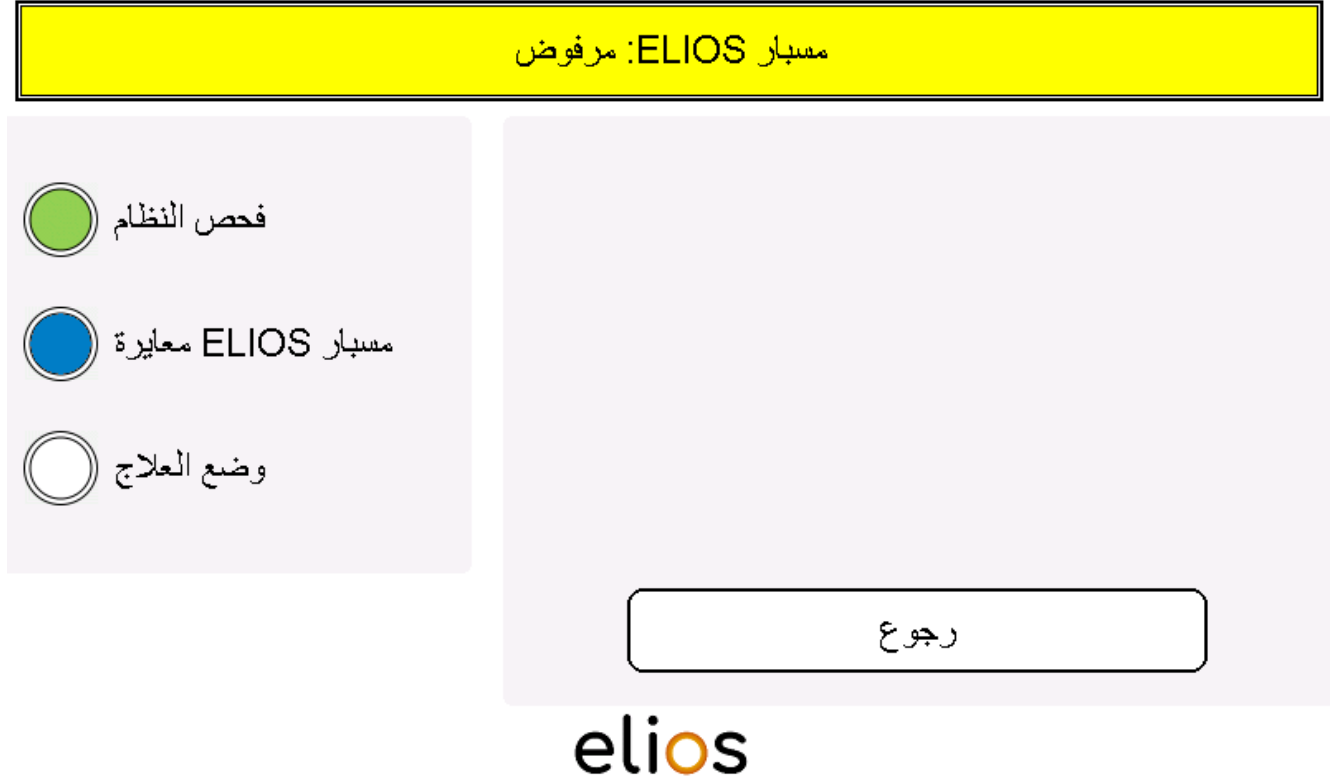 مسبار ELIOS: مرفوض
فحص النظام
مسبار ELIOS معايرة
وضع العلاج
رجوع
elios